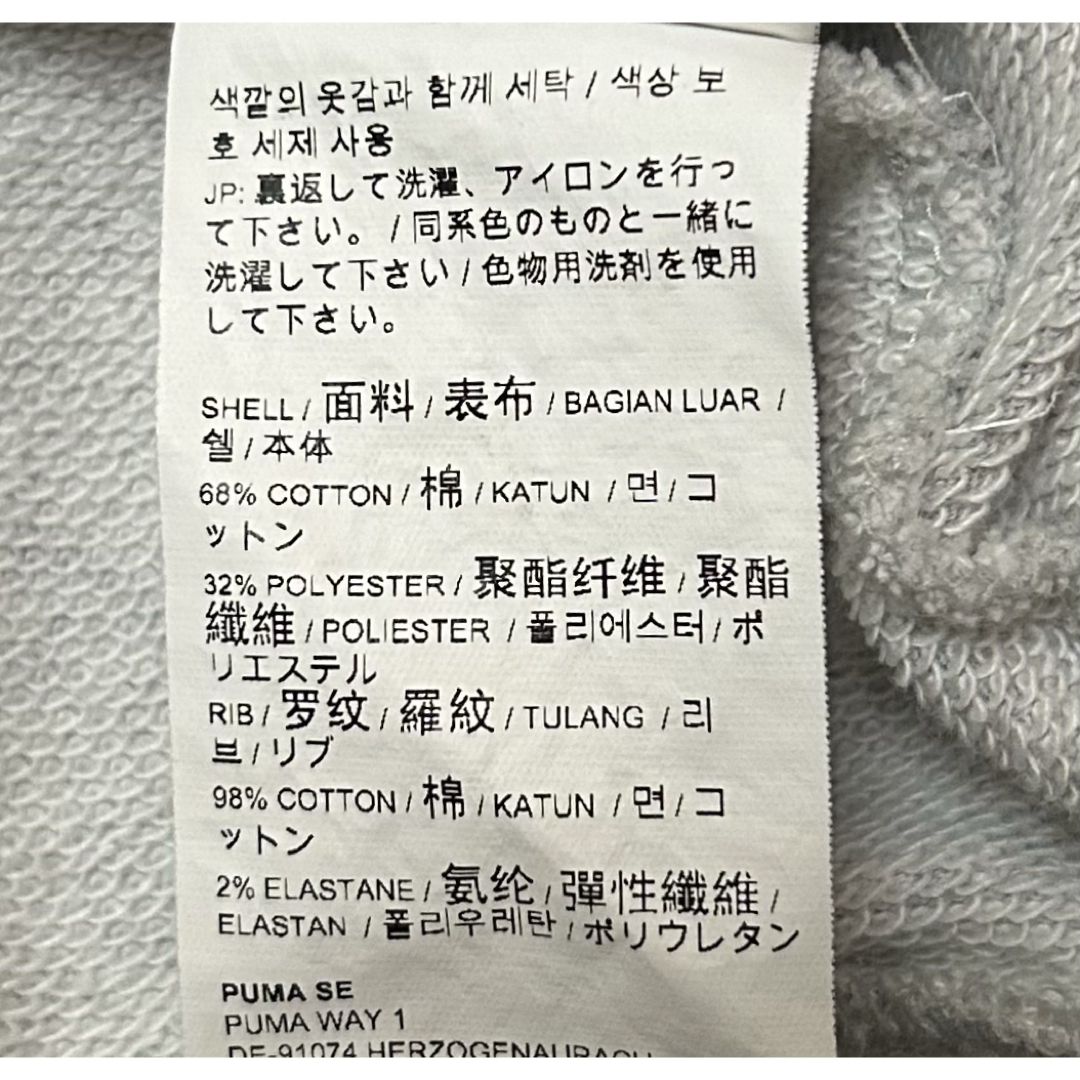 색깔의 옷감과 함께 세탁 / 색상 보
호 세제 사용
JP: 裏返して洗濯、アイロンを行っ
て下さい。 / 同系色のものと一緒に
洗濯して下さい / 色物用洗剤を使用
して下さい。
SHELL / 面料 / 表布 / BAGIAN LUAR /
쉘 / 本体
68% COTTON / 棉 / KATUN / 면 / コ
ットン
32% POLYESTER / 聚酯纤维 / 聚酯
纖維 / POLIESTER / 폴리에스터 / ポ
リエステル
RIB / 罗纹 / 羅紋 / TULANG / 리
브 / リブ
98% COTTON / 棉 / KATUN / 면 / コ
ットン
2% ELASTANE / 氨纶 / 彈性纖維 /
ELASTAN / 폴리우레탄 / ポリウレタン
PUMA SE
PUMA WAY 1
DE-91074 HERZOGENAURACH